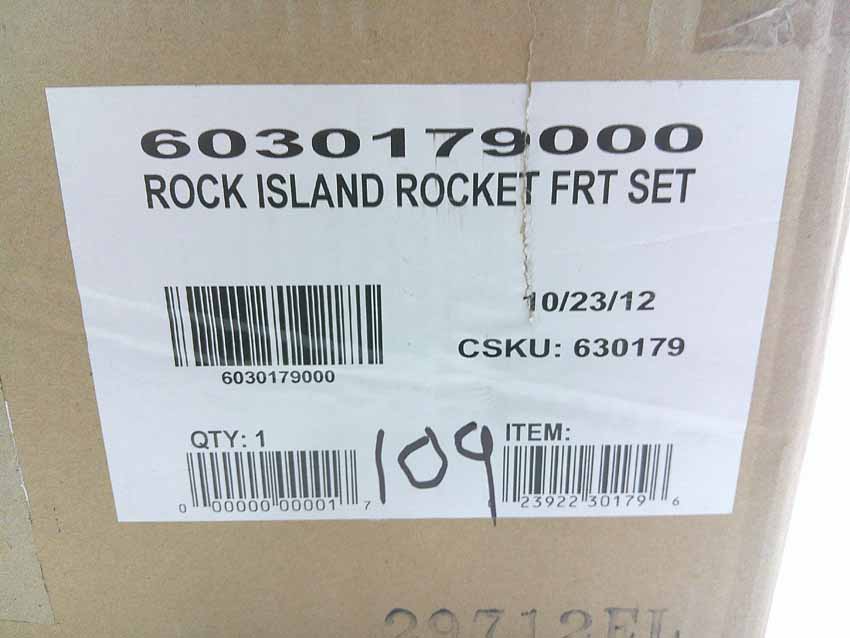 6030179000
ROCK ISLAND ROCKET FRT SET
10/23/12
CSKU: 630179
6030179000
QTY: 1
109
ITEM:
0 00000 00001 7
23922 30179 6
29712EL